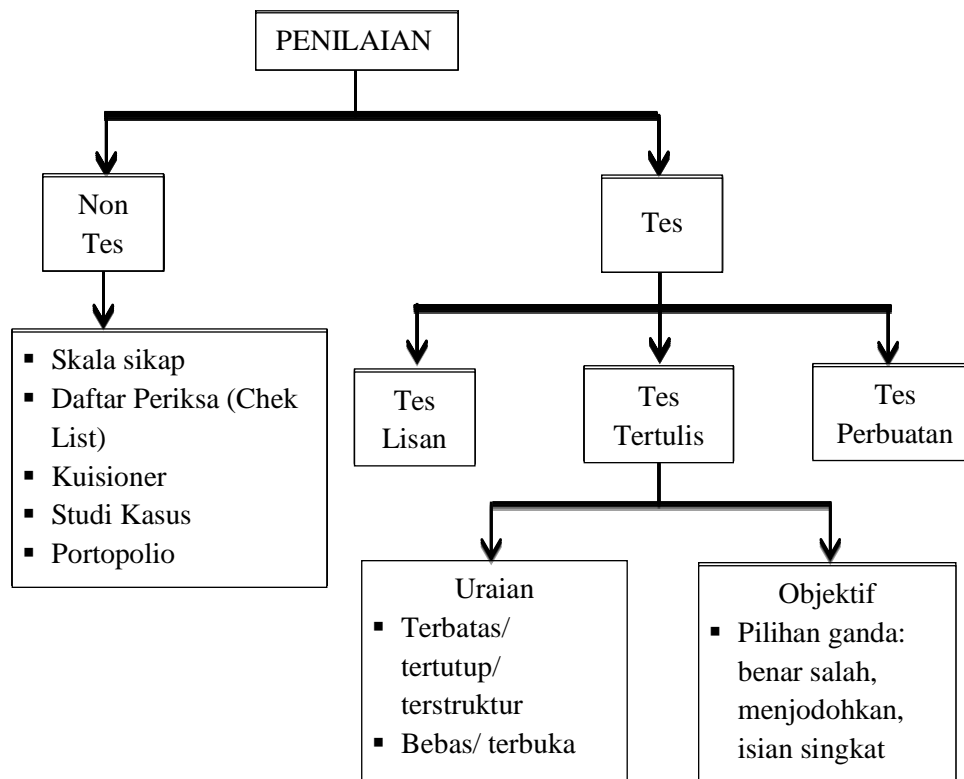 PENILAIAN
Non
Tes
Tes
▪ Skala sikap
▪ Daftar Periksa (Chek
List)
▪ Kuisioner
▪ Studi Kasus
▪ Portopolio
Tes
Lisan
Tes
Tertulis
Tes
Perbuatan
Uraian
▪ Terbatas/
tertutup/
terstruktur
▪ Bebas/ terbuka
Objektif
▪ Pilihan ganda:
benar salah,
menjodohkan,
isian singkat